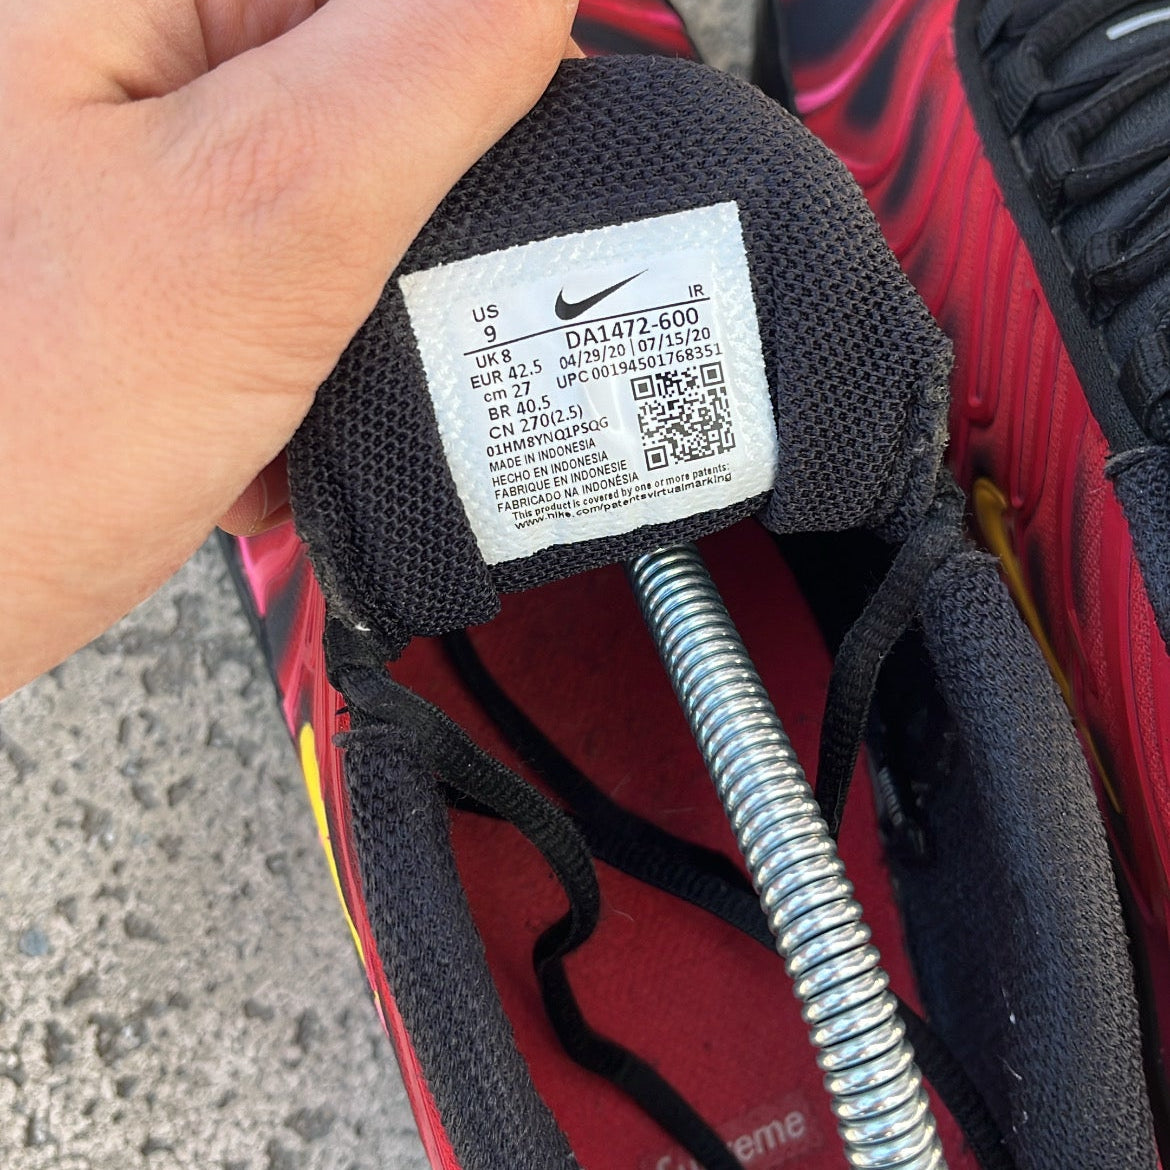 US
9
IR
UK 8
EUR 42.5
cm 27
BR 40.5
CN 270(2.5)
DA1472-600
04/29/20 | 07/15/20
UPC 00194501768351
01HM8YNQ1PSQG
MADE IN INDONESIA
HECHO EN INDONESIA
FABRIQUE EN INDONESIE
FABRICADO NA INDONÉSIA
This product is covered by one or more patents:
www.nike.com/patentsvirtualmarking
Supreme